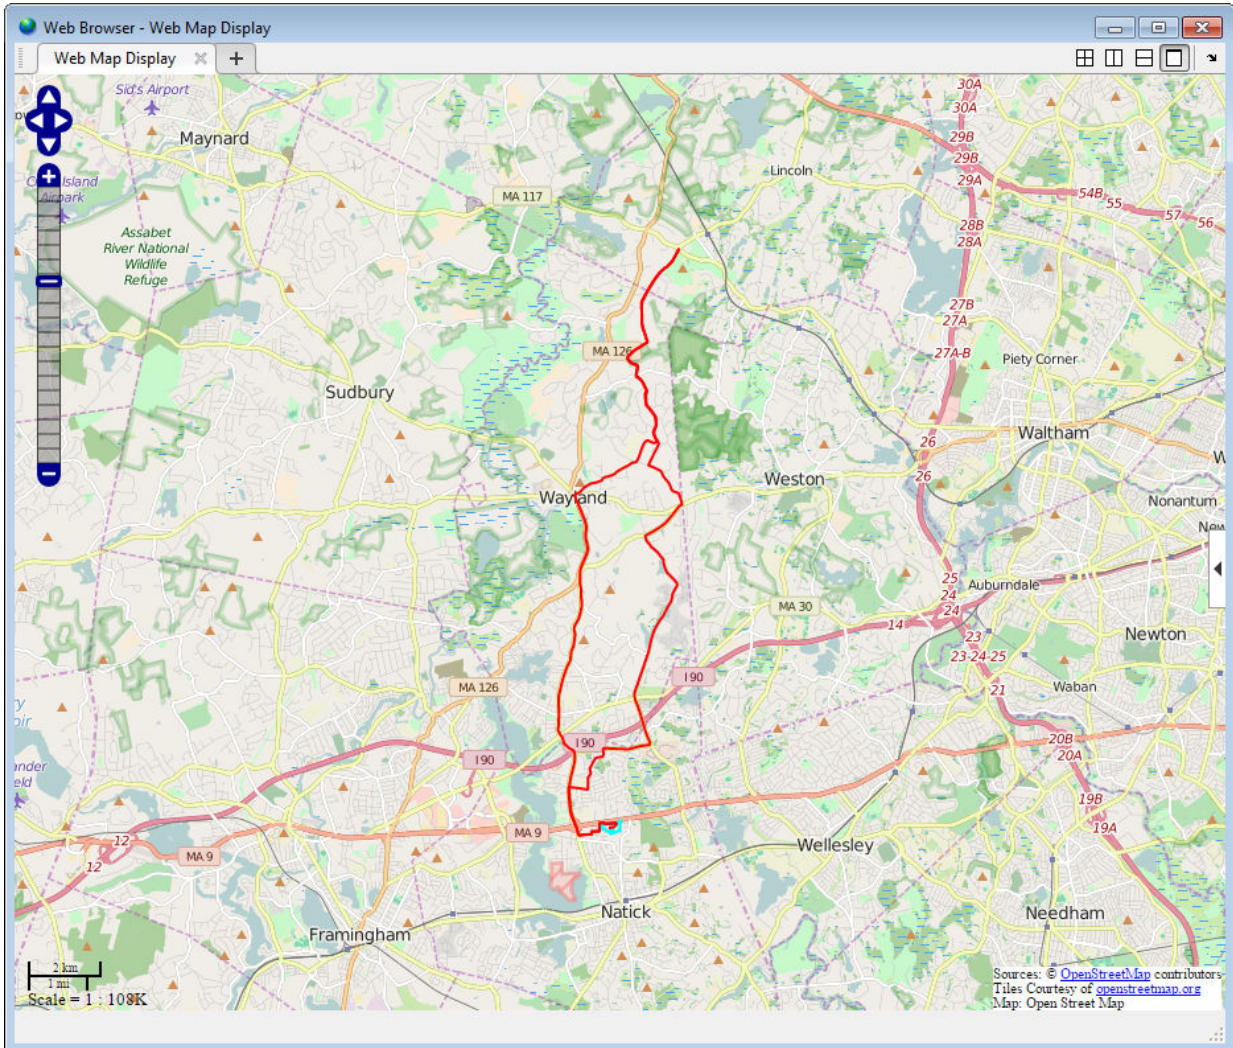 Web Browser - Web Map Display
Web Map Display
Sid's Airport
Maynard
Airpark
Assabet
River National
Wildlife
Refuge
MA 117
Lincoln
30A
30A
29B
29B
29A
54B
55
57
56
28B
28A
27B
27A
27A-B
Piety Corner
MA 126
Sudbury
26
26
Waltham
Weston
Wayland
Nonantum
25
24
24
Auburndale
MA 30
14
23
23-24-25
Newton
21
Waban
MA 126
I 90
I 90
I 90
20B
20A
19B
19A
12
12
MA 9
MA 9
Wellesley
Natick
Needham
Framingham
2 km
1 mi
Scale = 1 : 108K
Sources: © OpenStreetMap contributors
Tiles Courtesy of openstreetmap.org
Map: Open Street Map